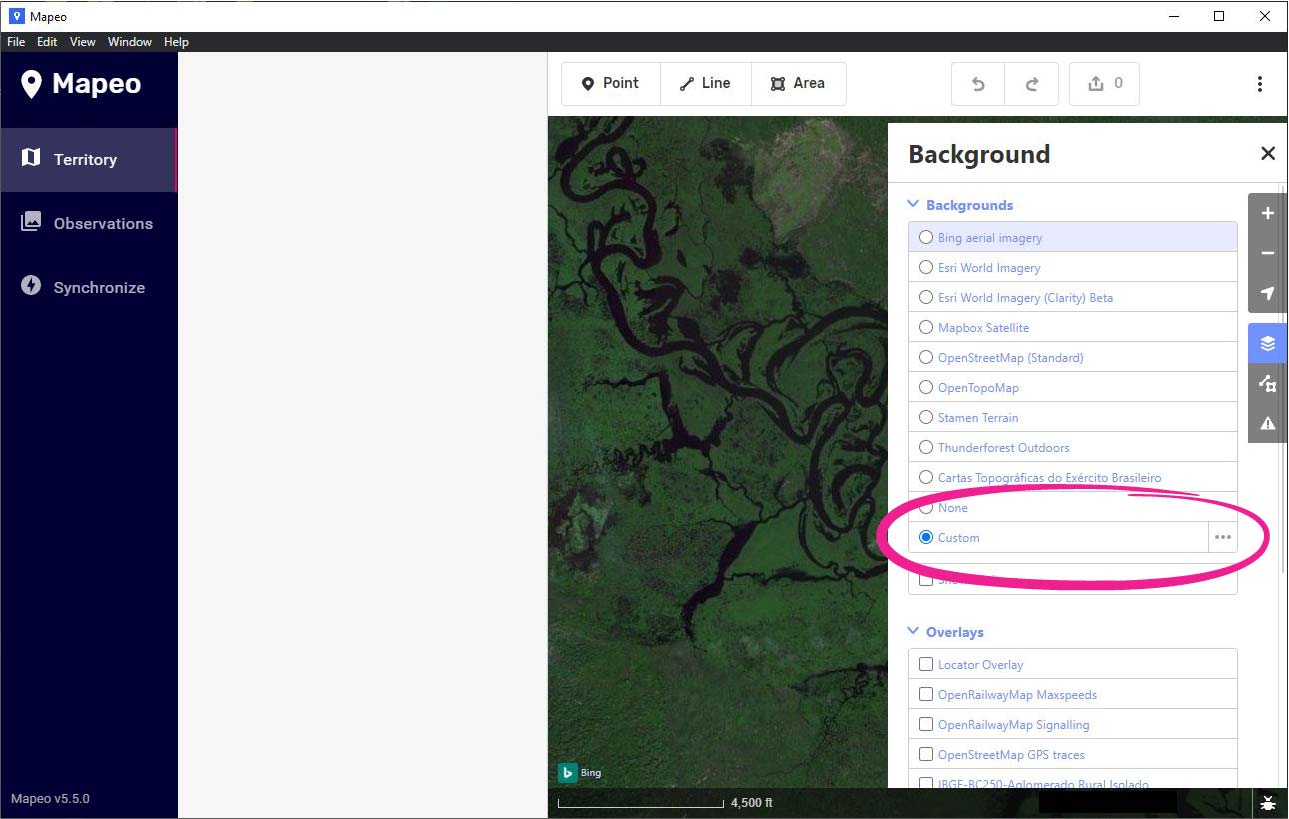 Mapeo
File Edit View Window Help
Mapeo
Territory
Observations
Synchronize
Mapeo v5.5.0
Point Line Area 0
Background
Backgrounds
Bing aerial imagery
Esri World Imagery
Esri World Imagery (Clarity) Beta
Mapbox Satellite
OpenStreetMap (Standard)
OpenTopoMap
Stamen Terrain
Thunderforest Outdoors
Cartas Topográficas do Exército Brasileiro
None
Custom
Overlays
Locator Overlay
OpenRailwayMap Maxspeeds
OpenRailwayMap Signalling
OpenStreetMap GPS traces
IBGE-BC250-Aglomerado Rural Isolado
Bing
4,500 ft